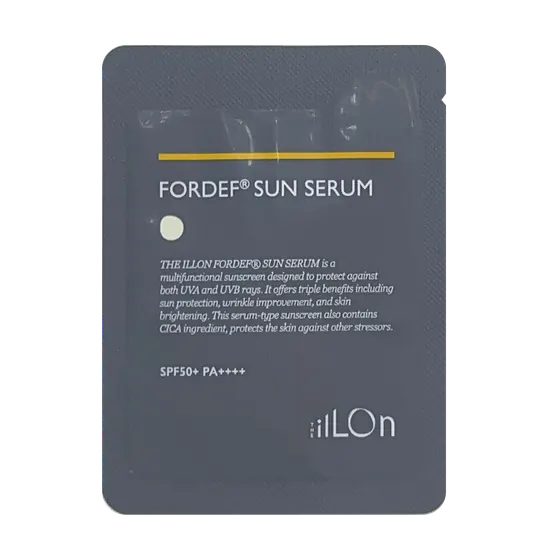 FORDEF® SUN SERUM
THE ILLON FORDEF® SUN SERUM is a
multifunctional sunscreen designed to protect against
both UVA and UVB rays. It offers triple benefits including
sun protection, wrinkle improvement, and skin
brightening. This serum-type sunscreen also contains
CICA ingredient, protects the skin against other stressors.
SPF50+ PA++++
THE illOn